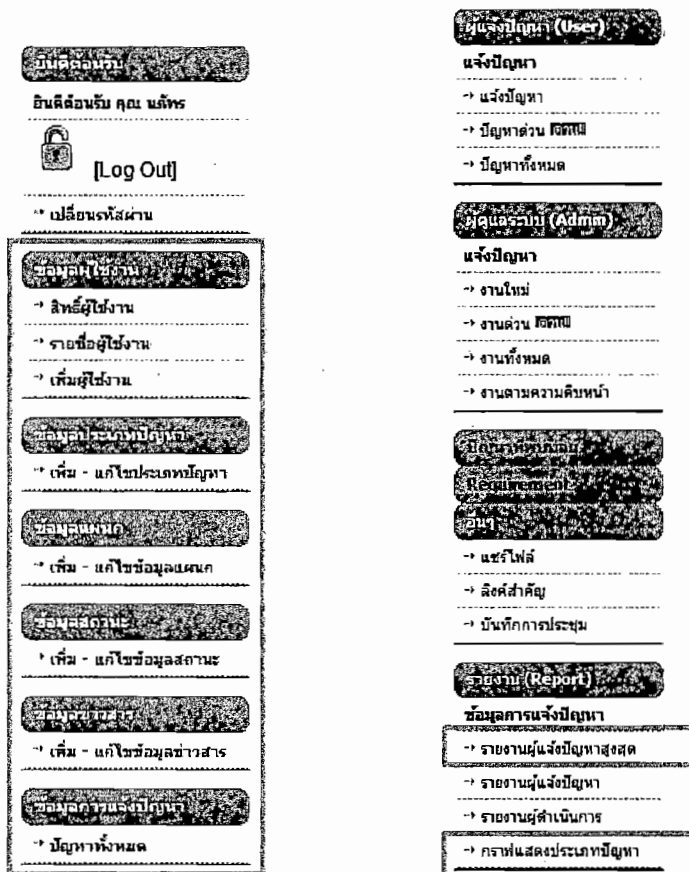 ยินดีต้อนรับ
ยินดีต้อนรับ คุณ นภัทร
[Log Out]
เปลี่ยนรหัสผ่าน
ข้อมูลผู้ใช้งาน
สิทธิ์ผู้ใช้งาน
รายชื่อผู้ใช้งาน
เพิ่มผู้ใช้งาน
ข้อมูลประเภทปัญหา
เพิ่ม - แก้ไขประเภทปัญหา
ข้อมูลแผนก
เพิ่ม - แก้ไขข้อมูลแผนก
ข้อมูลสถานะ
เพิ่ม - แก้ไขข้อมูลสถานะ
ข้อมูลข่าวสาร
เพิ่ม - แก้ไขข้อมูลข่าวสาร
ข้อมูลการแจ้งปัญหา
ปัญหาทั้งหมด
ผู้แจ้งปัญหา (User)
แจ้งปัญหา
แจ้งปัญหา
ปัญหาด่วน
ปัญหาทั้งหมด
ผู้ดูแลระบบ (Admin)
แจ้งปัญหา
งานใหม่
งานด่วน
งานทั้งหมด
งานตามความคืบหน้า
ปัญหาที่พบบ่อย
Requirement
อื่นๆ
แชร์ไฟล์
ลิงค์สำคัญ
บันทึกการประชุม
รายงาน (Report)
ข้อมูลการแจ้งปัญหา
รายงานผู้แจ้งปัญหาสูงสุด
รายงานผู้แจ้งปัญหา
รายงานผู้ดำเนินการ
กราฟแสดงประเภทปัญหา